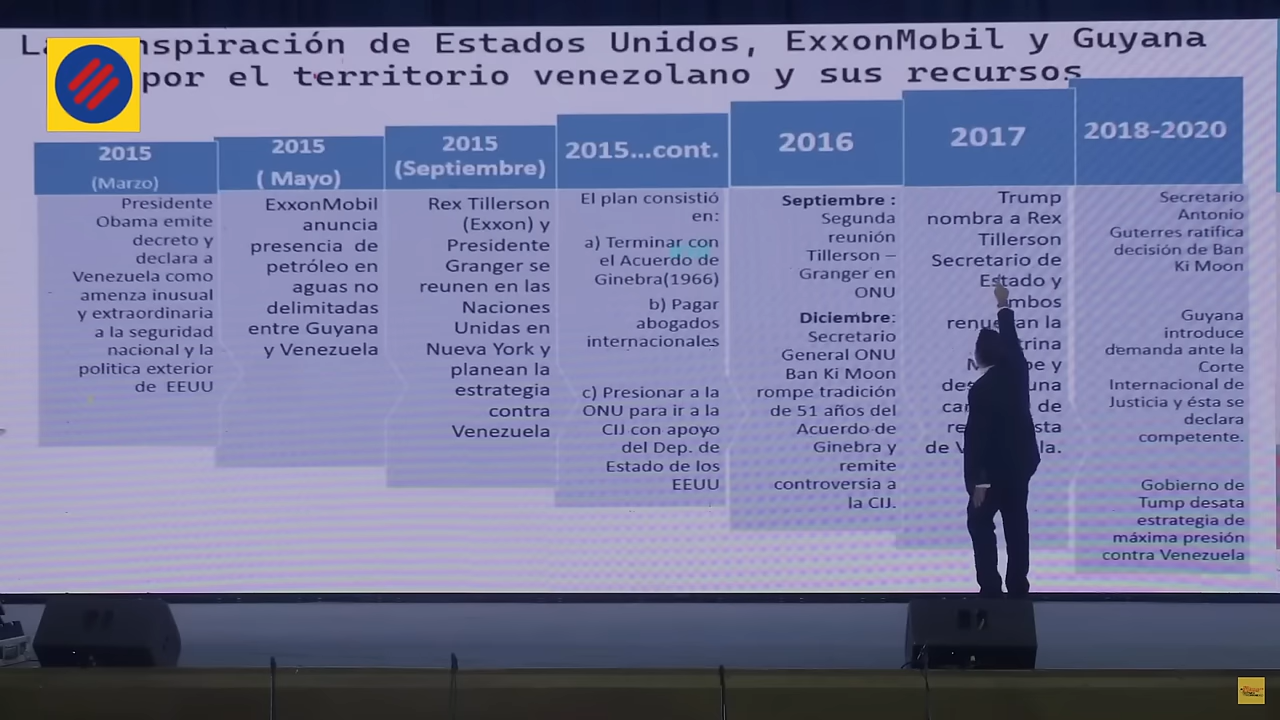 La nspiración de Estados Unidos, ExxonMobil y Guyana
por el territorio venezolano y sus recursos
2015
(Marzo)
Presidente
Obama emite
decreto y
declara a
Venezuela como
amenza inusual
y extraordinaria
a la seguridad
nacional y la
política exterior
de EEUU
2015
( Mayo)
ExxonMobil
anuncia
presencia de
petróleo en
aguas no
delimitadas
entre Guyana
y Venezuela
2015
(Septiembre)
Rex Tillerson
(Exxon) y
Presidente
Granger se
reunen en las
Naciones
Unidas en
Nueva York y
planean la
estrategia
contra
Venezuela
2015...cont.
El plan consistió
en:
a) Terminar con
el Acuerdo de
Ginebra(1966)
b) Pagar
abogados
internacionales
c) Presionar a la
ONU para ir a la
CIJ con apoyo
del Dep. de
Estado de los
EEUU
2016
Septiembre :
Segunda
reunión
Tillerson –
Granger en
ONU
Diciembre:
Secretario
General ONU
Ban Ki Moon
rompe tradición
de 51 años del
Acuerdo de
Ginebra y
remite
controversia a
la CIJ.
2017
Trump
nombra a Rex
Tillerson
Secretario de
Estado y
ambos
la
y
una
de
de
2018-2020
Secretario
Antonio
Guterres ratifica
decisión de Ban
Ki Moon
Guyana
introduce
demanda ante la
Corte
Internacional de
Justicia y ésta se
declara
competente.
Gobierno de
Tump desata
estrategia de
máxima presión
contra Venezuela